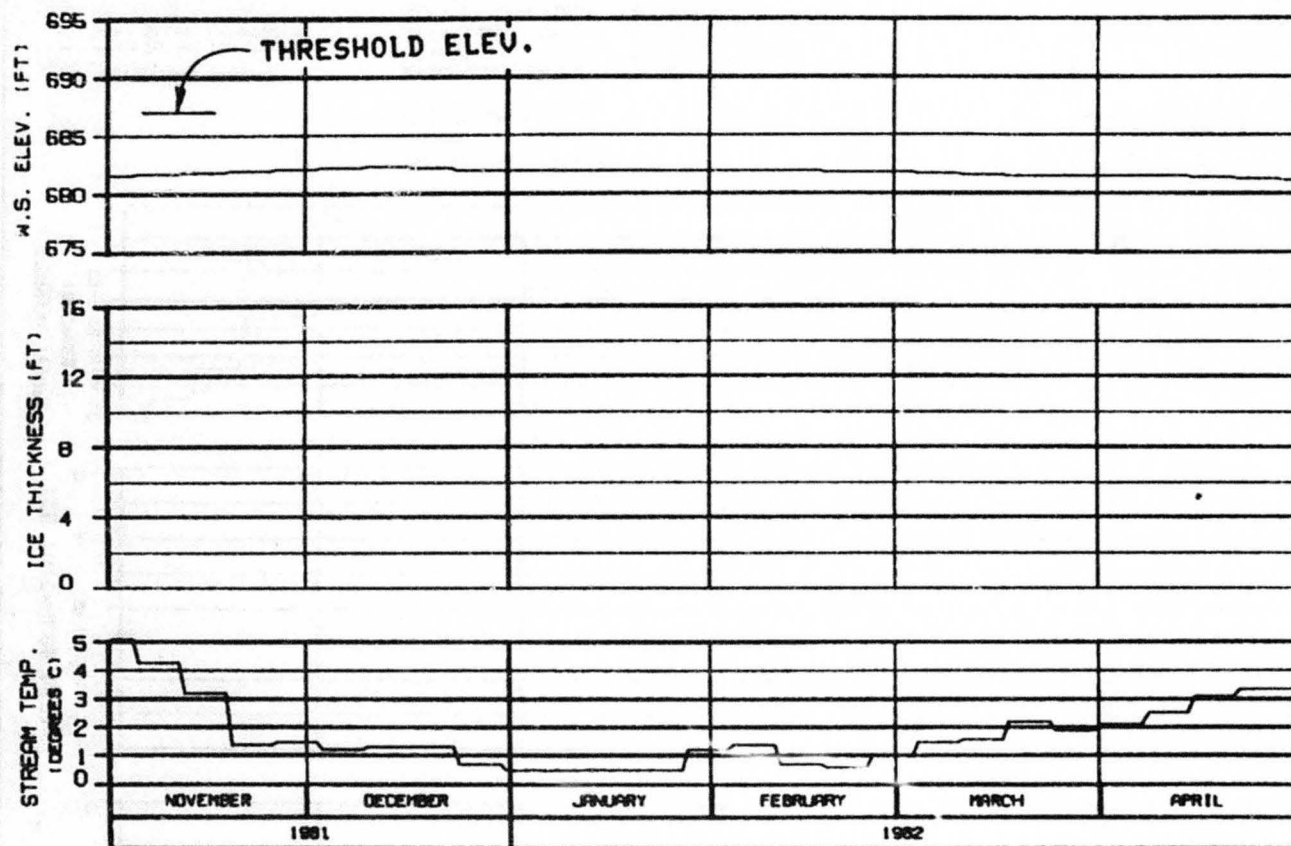 695
THRESHOLD ELEV.
690
685
680
675
W.S. ELEV. (FT)
16
12
8
4
0
ICE THICKNESS (FT)
5
4
3
2
1
0
STREAM TEMP.
(DEGREES C)
NOVEMBER DECEMBER JANUARY FEBRUARY MARCH APRIL
1981 1982